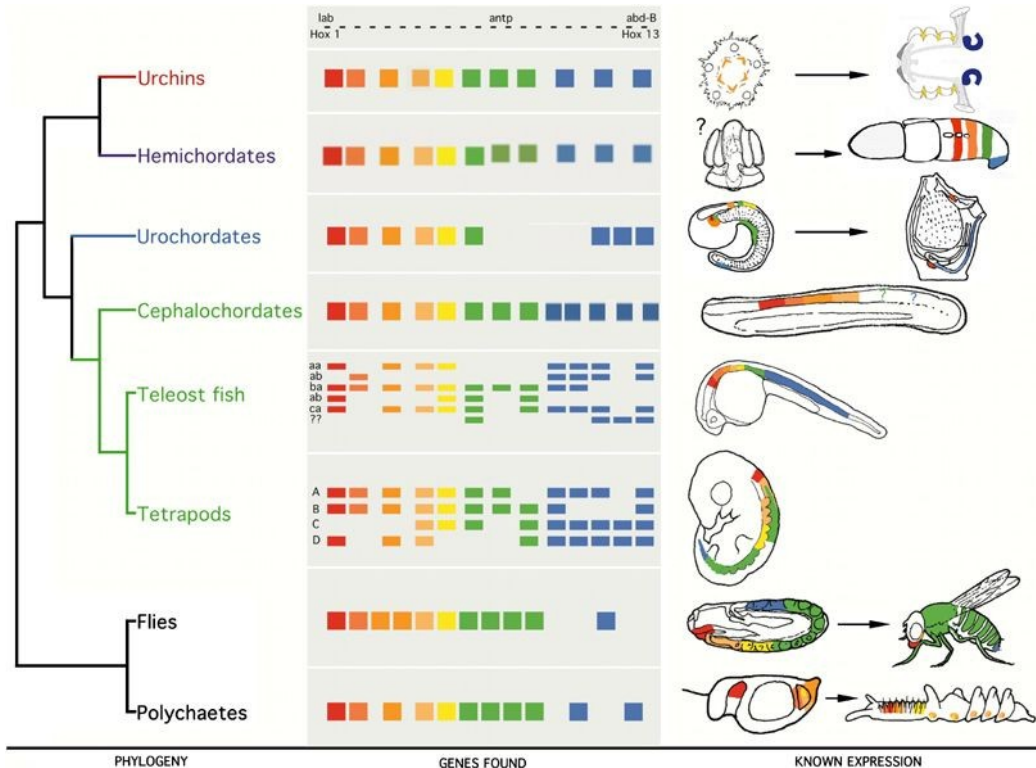 lab antp abd-B
Hox 1 Hox 13
Urchins
?
Hemichordates
Urochordates
Cephalochordates
? ?
aa
ab
ba
Teleost fish
ab
ca
??
A
B
Tetrapods
C
D
Flies
Polychaetes
PHYLOGENY GENES FOUND KNOWN EXPRESSION